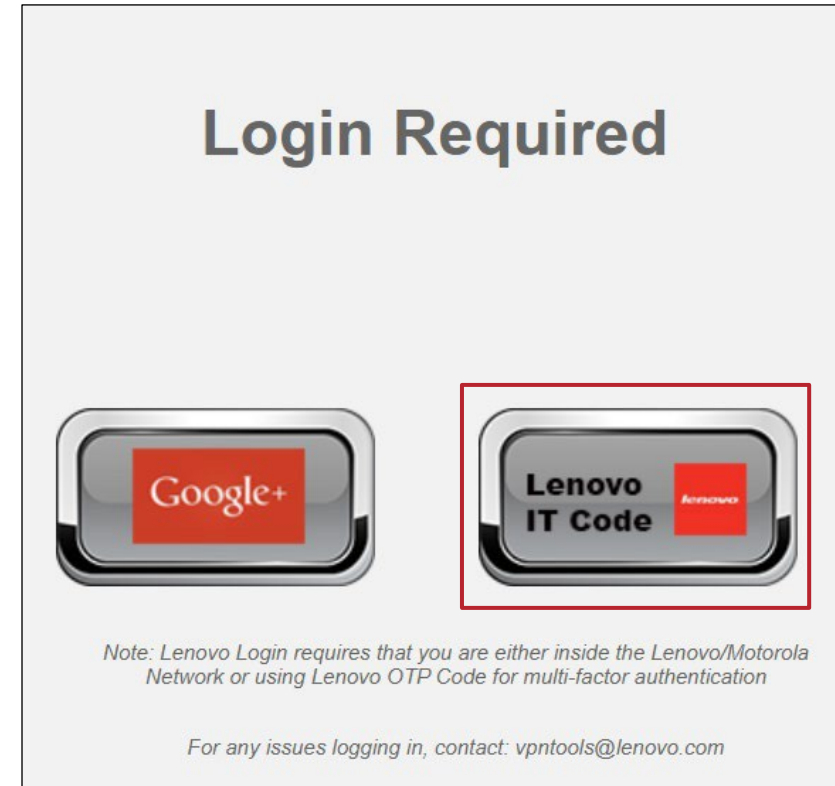 Login Required
Google+
Lenovo
IT Code
lenovo
Note: Lenovo Login requires that you are either inside the Lenovo/Motorola
Network or using Lenovo OTP Code for multi-factor authentication
For any issues logging in, contact: vpntools@lenovo.com